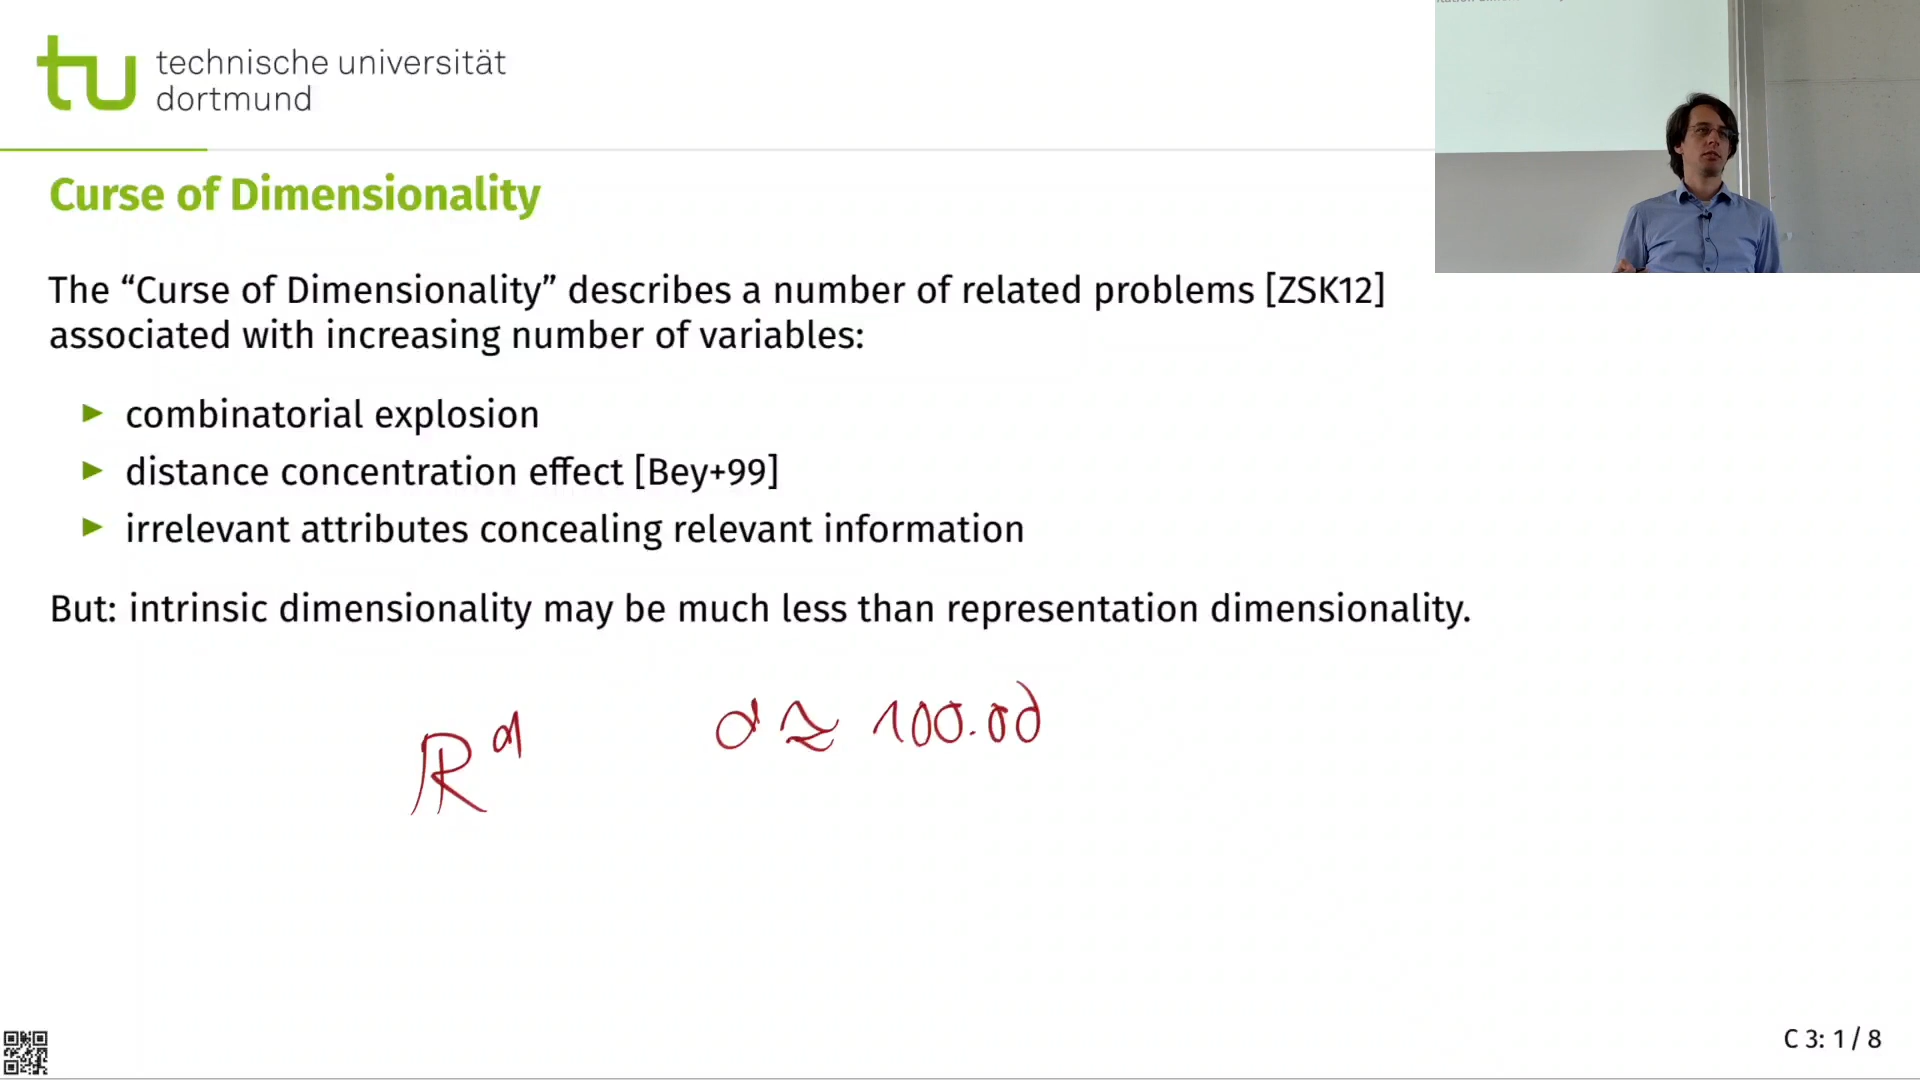 technische universität
dortmund
Curse of Dimensionality
The “Curse of Dimensionality” describes a number of related problems [ZSK12]
associated with increasing number of variables:
▶ combinatorial explosion
▶ distance concentration effect [Bey+99]
▶ irrelevant attributes concealing relevant information
But: intrinsic dimensionality may be much less than representation dimensionality.
ℝᵈ d ≈ 100.00
C 3: 1 / 8